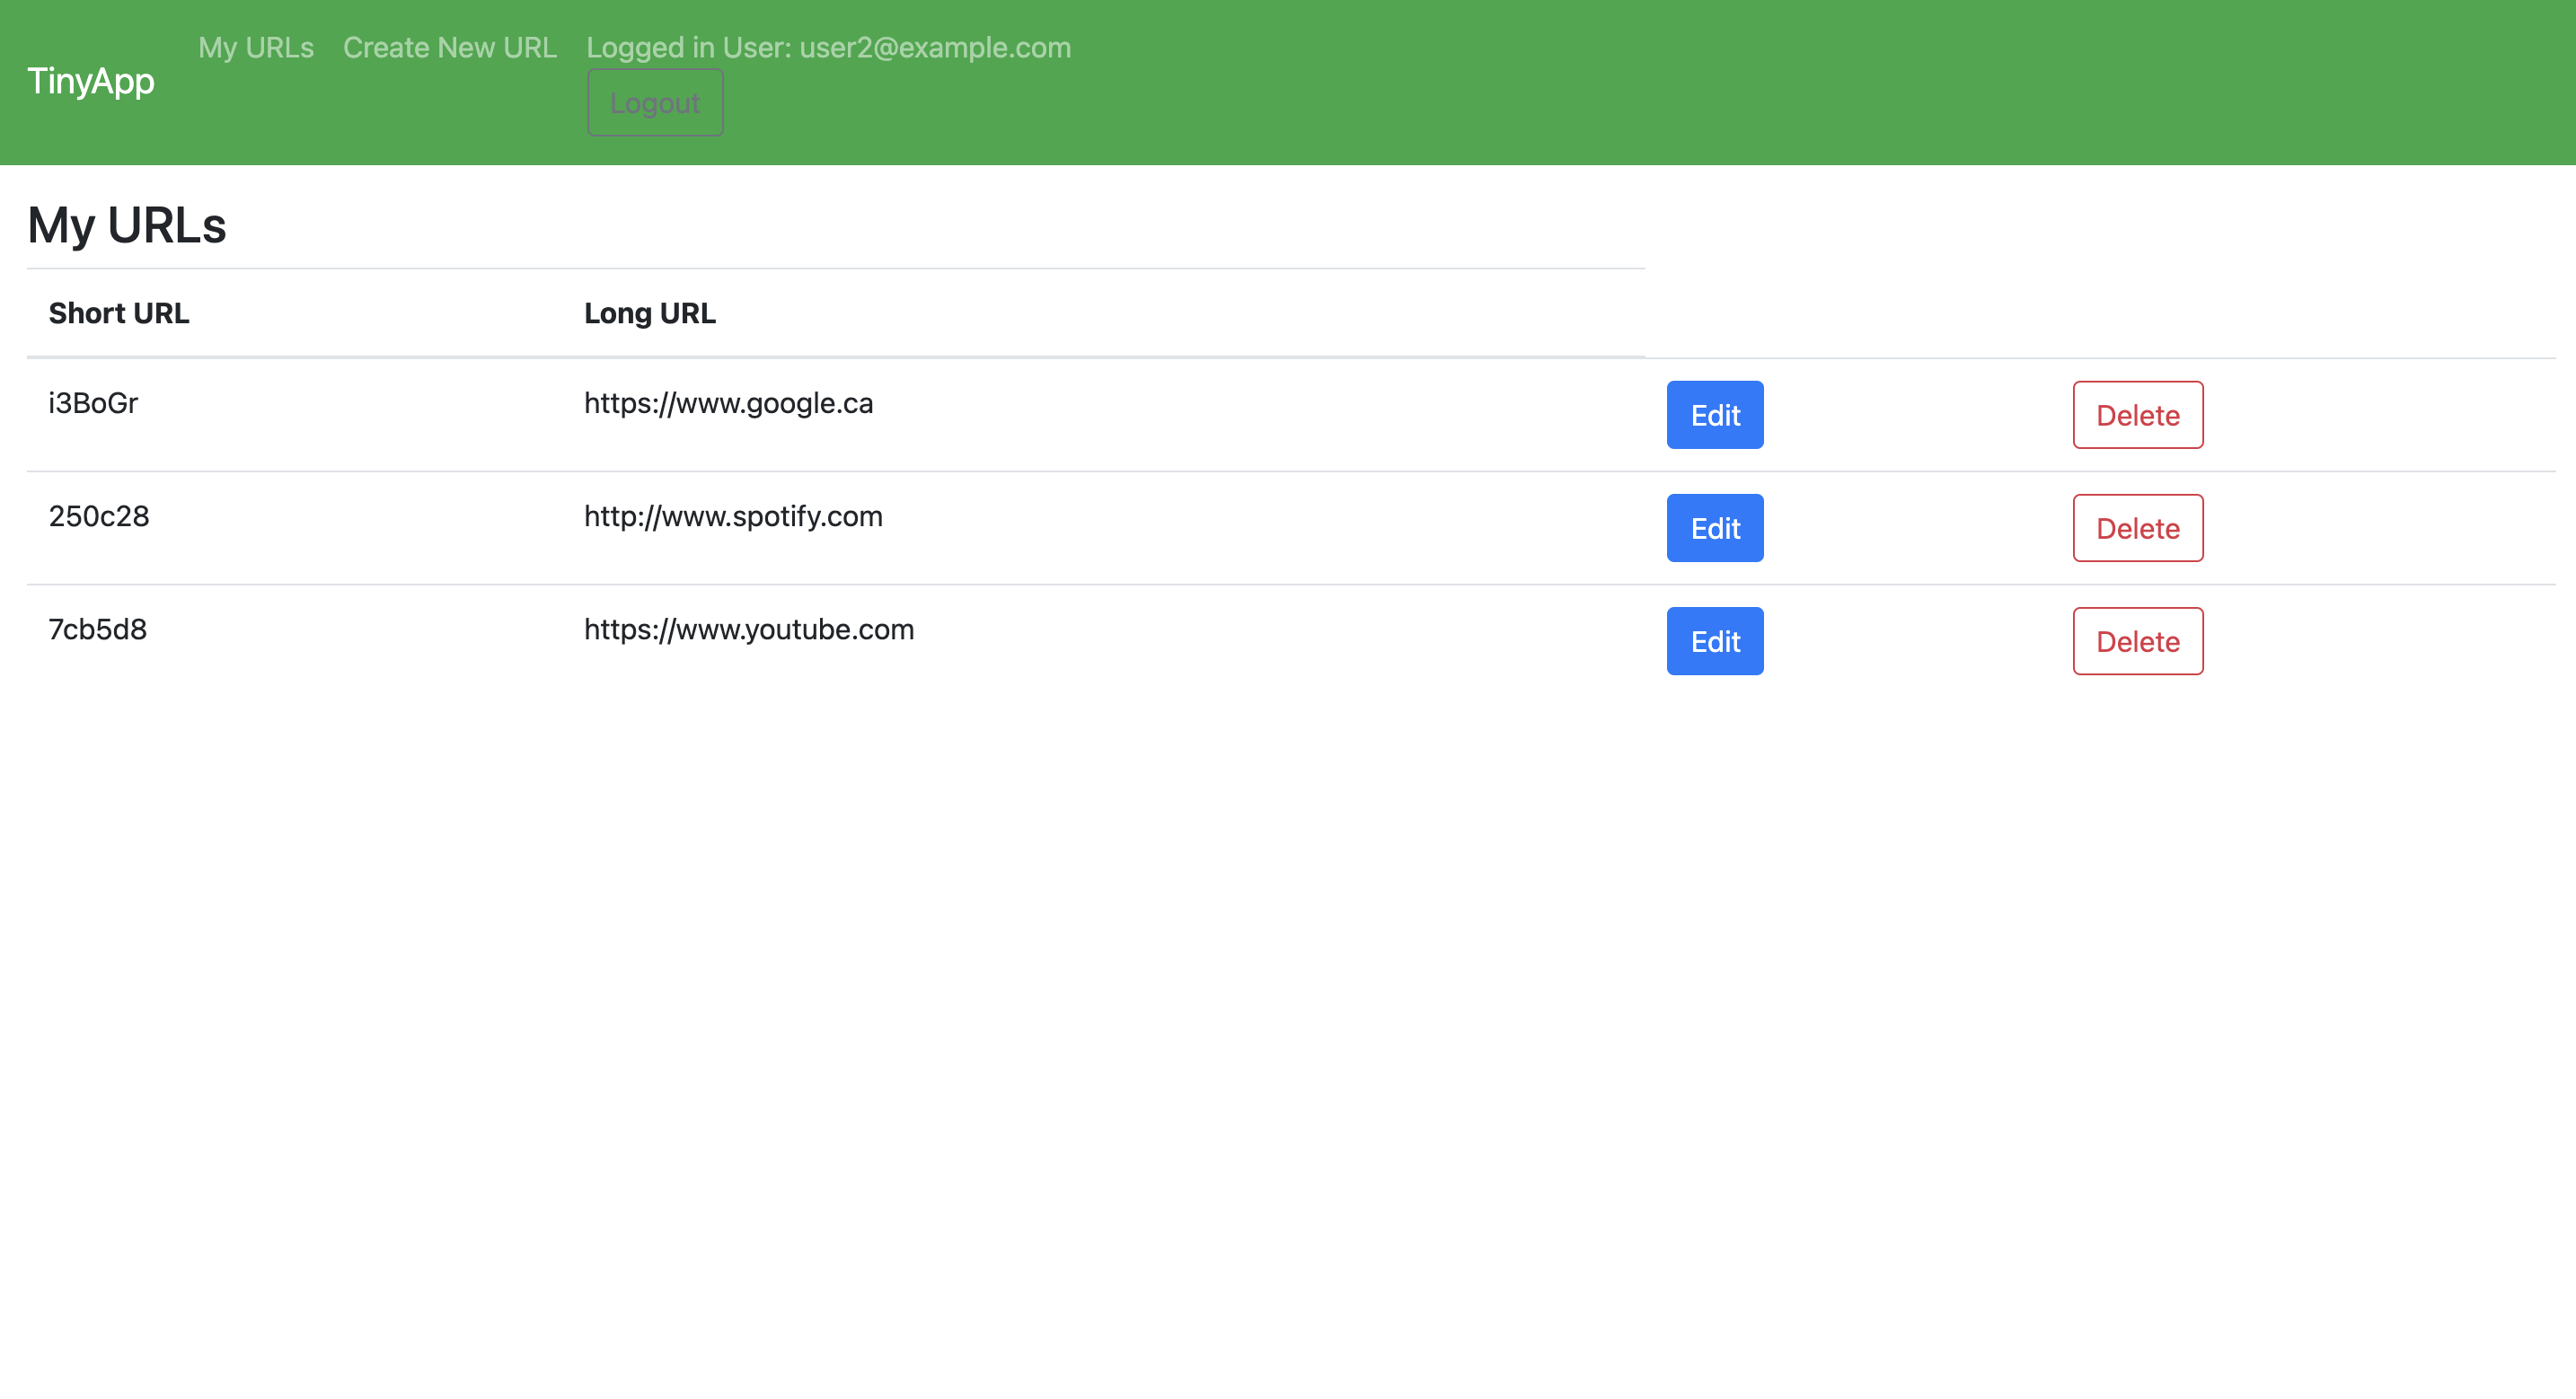 TinyApp
My URLs Create New URL Logged in User: user2@example.com
Logout
My URLs
Short URL Long URL
i3BoGr https://www.google.ca Edit Delete
250c28 http://www.spotify.com Edit Delete
7cb5d8 https://www.youtube.com Edit Delete